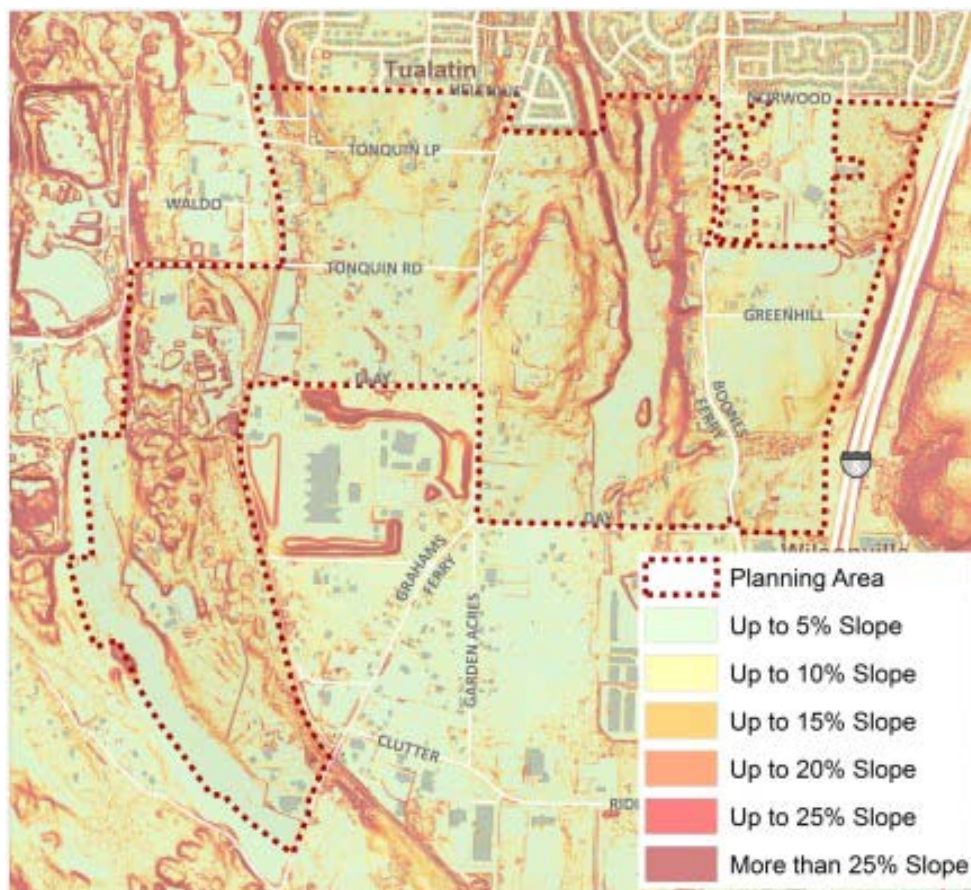 Tualatin
NORWOOD
TONQUIN LP
WALDO
TONQUIN RD
GREENHILL
CLAY
BOONES
FERRY
DAY
Wilsonville
GRAHAMS
FERRY
GARDEN ACRES
CLUTTER
Planning Area
Up to 5% Slope
Up to 10% Slope
Up to 15% Slope
Up to 20% Slope
Up to 25% Slope
More than 25% Slope